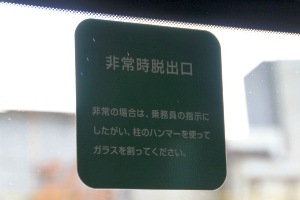 非常時脱出口
非常の場合は、乗務員の指示に
したがい、柱のハンマーを使って
ガラスを割ってください。